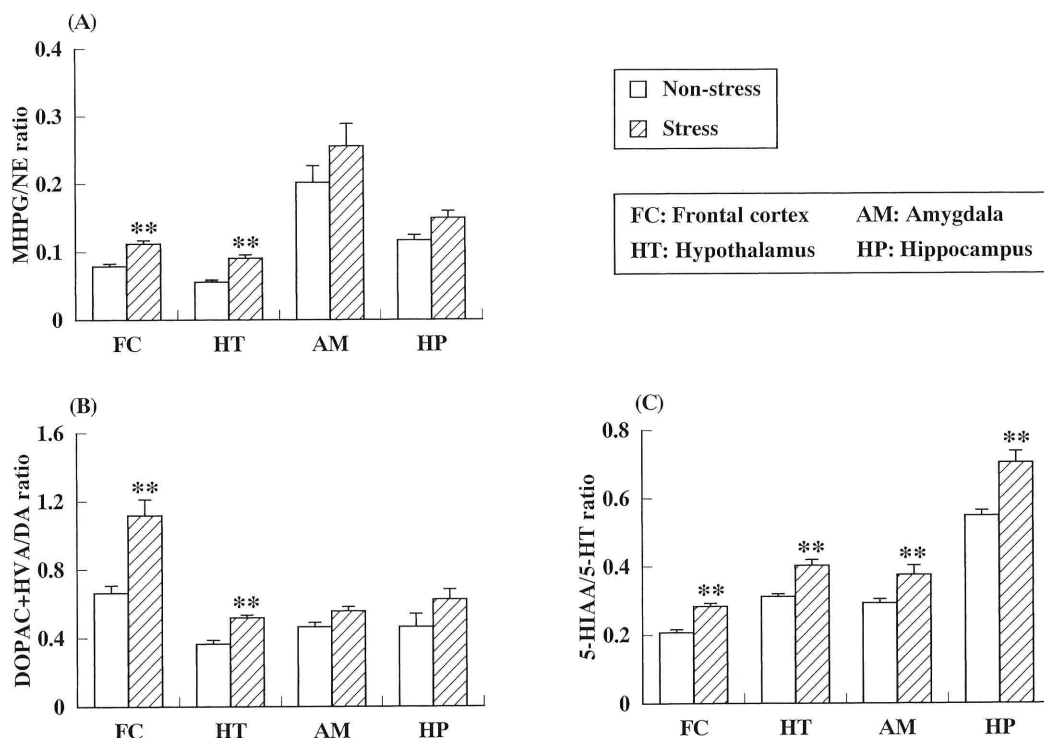 (A)
0.4
0.3
0.2
0.1
0
MHPG/NE ratio
** **
FC HT AM HP
Non-stress
Stress
FC: Frontal cortex AM: Amygdala
HT: Hypothalamus HP: Hippocampus
(B)
1.6
1.2
0.8
0.4
0
DOPAC+HVA/DA ratio
**
**
FC HT AM HP
(C)
0.8
0.6
0.4
0.2
0
5-HIAA/5-HT ratio
**
**
**
**
FC HT AM HP